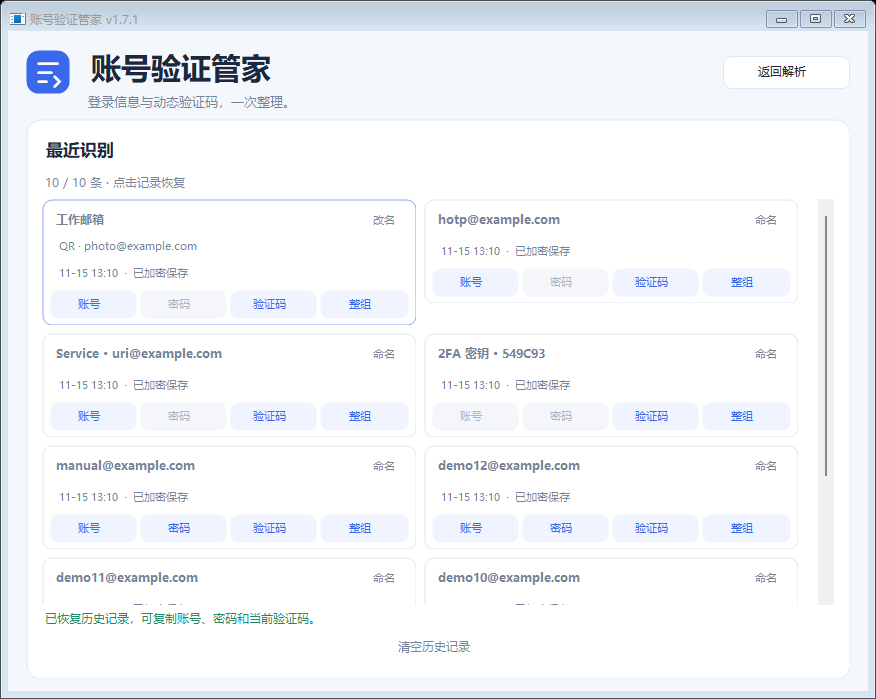 账号验证管家 v1.7.1
账号验证管家
登录信息与动态验证码，一次整理。
返回解析
最近识别
10 / 10 条 · 点击记录恢复
工作邮箱 改名
QR · photo@example.com
11-15 13:10 · 已加密保存
账号 密码 验证码 整组
hotp@example.com 命名
11-15 13:10 · 已加密保存
账号 密码 验证码 整组
Service · uri@example.com 命名
11-15 13:10 · 已加密保存
账号 密码 验证码 整组
2FA 密钥 · 549C93 命名
11-15 13:10 · 已加密保存
账号 密码 验证码 整组
manual@example.com 命名
11-15 13:10 · 已加密保存
账号 密码 验证码 整组
demo12@example.com 命名
11-15 13:10 · 已加密保存
账号 密码 验证码 整组
demo11@example.com 命名
demo10@example.com 命名
已恢复历史记录，可复制账号、密码和当前验证码。
清空历史记录